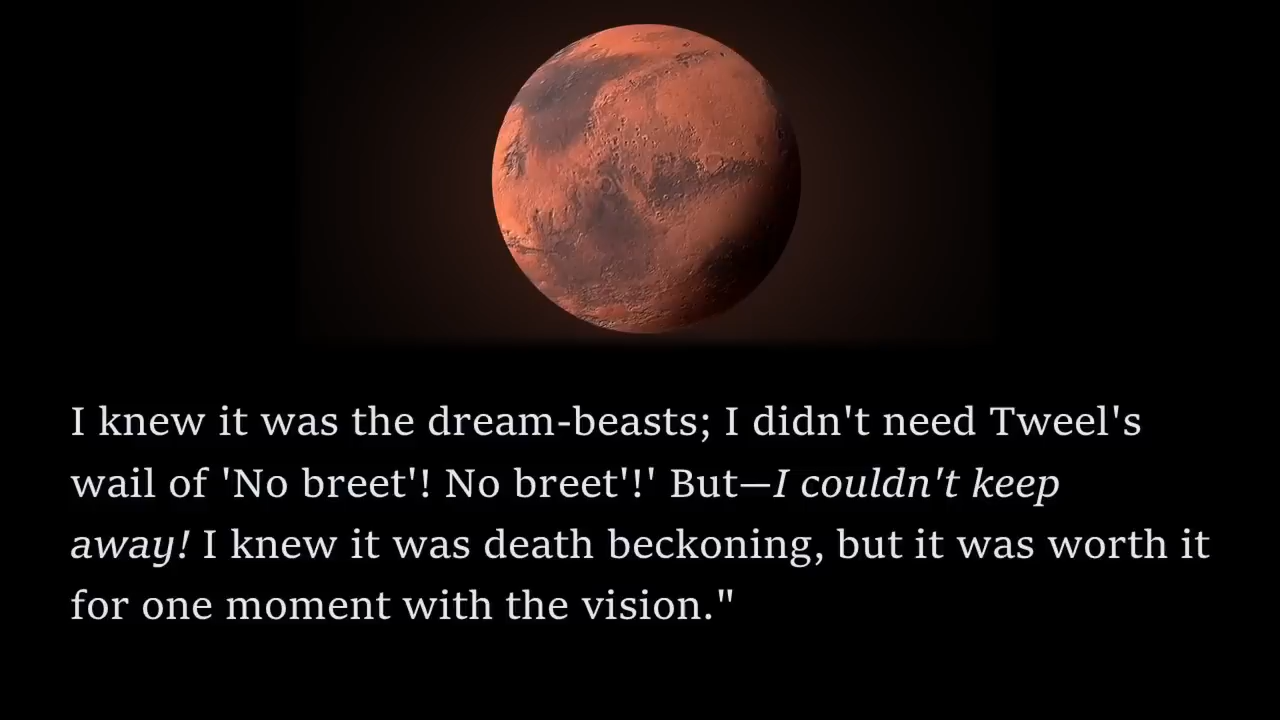 I knew it was the dream-beasts; I didn't need Tweel's
wail of 'No breet'! No breet'!' But—I couldn't keep
away! I knew it was death beckoning, but it was worth it
for one moment with the vision."